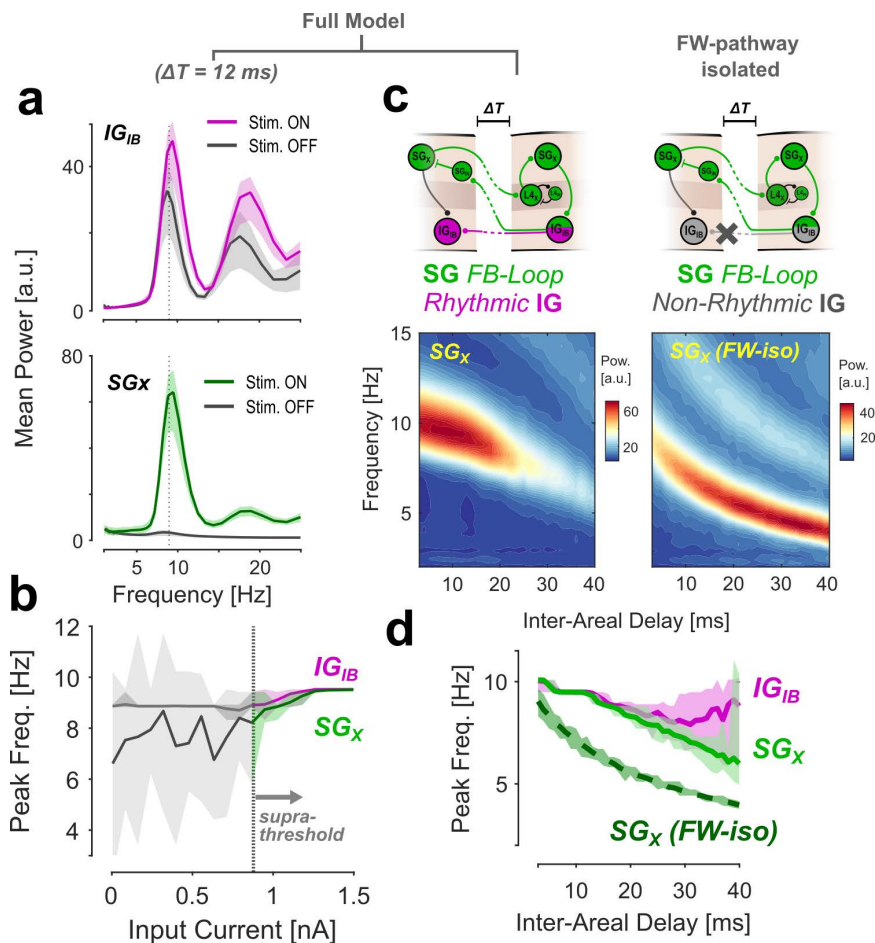 Full Model
(ΔT = 12 ms)
FW-pathway
isolated
a
IG_IB
Stim. ON
Stim. OFF
40
20
0
SGx
Stim. ON
Stim. OFF
80
40
0
Mean Power [a.u.]
5 10 20
Frequency [Hz]
c
ΔT
SG_X
SG_IN
SG_X
L4_X
IG_IB
IG_IB
SG FB-Loop
Rhythmic IG
ΔT
SG_X
SG_IN
SG_X
L4_X
IG_IB
IG_IB
SG FB-Loop
Non-Rhythmic IG
SG_X
15
10
5
Frequency [Hz]
Pow.
[a.u.]
60
40
20
SG_X (FW-iso)
Pow.
[a.u.]
40
20
10 20 30 40
10 20 30 40
Inter-Areal Delay [ms]
b
12
10
8
6
4
Peak Freq. [Hz]
IG_IB
SG_X
supra-
threshold
0 0.5 1.0 1.5
Input Current [nA]
d
10
5
Peak Freq. [Hz]
IG_IB
SG_X
SG_X (FW-iso)
10 20 30 40
Inter-Areal Delay [ms]